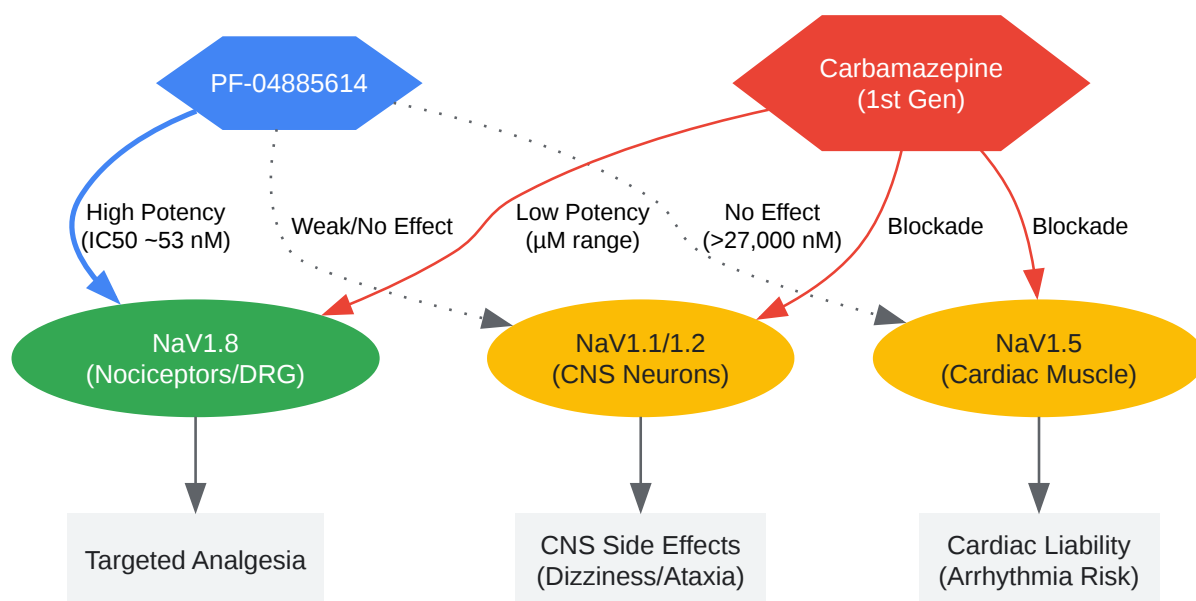 PF-04885614
Carbamazepine
(1st Gen)
High Potency
(IC50 ~53 nM)
Weak/No Effect
Low Potency
(µM range)
No Effect
(>27,000 nM)
Blockade
Blockade
NaV1.8
(Nociceptors/DRG)
NaV1.1/1.2
(CNS Neurons)
NaV1.5
(Cardiac Muscle)
Targeted Analgesia
CNS Side Effects
(Dizziness/Ataxia)
Cardiac Liability
(Arrhythmia Risk)